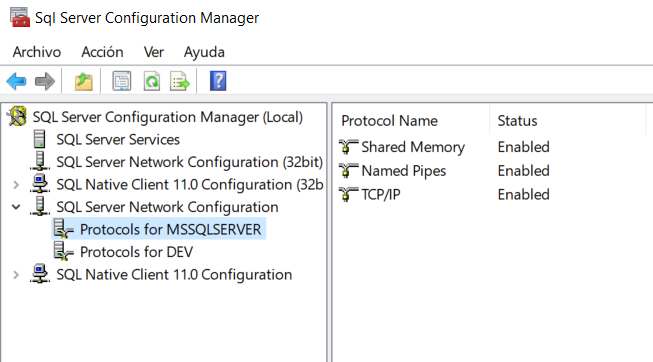 Sql Server Configuration Manager
Archivo Acción Ver Ayuda
SQL Server Configuration Manager (Local)
SQL Server Services
SQL Server Network Configuration (32bit)
SQL Native Client 11.0 Configuration (32b
SQL Server Network Configuration
Protocols for MSSQLSERVER
Protocols for DEV
SQL Native Client 11.0 Configuration
Protocol Name Status
Shared Memory Enabled
Named Pipes Enabled
TCP/IP Enabled